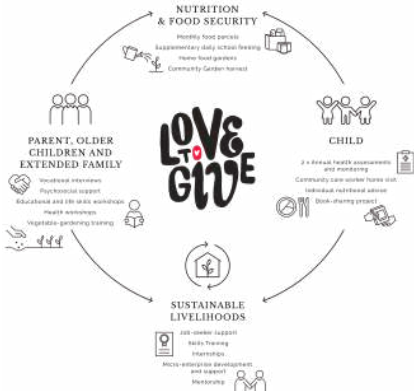 NUTRITION
& FOOD SECURITY
Monthly food parcels
Supplementary daily school feeding
Home food gardens
Community Garden harvest
PARENT, OLDER
CHILDREN AND
EXTENDED FAMILY
Vocational interviews
Psychosocial support
Educational and life skills workshops
Health workshops
Vegetable-gardening training
LOVE
TO
GIVE
CHILD
2 x Annual health assessments
and monitoring
Community care worker home visit
Individual nutritional advice
Book-sharing project
SUSTAINABLE
LIVELIHOODS
Job-seeker support
Skills Training
Internships
Micro-enterprise development
and support
Mentorship